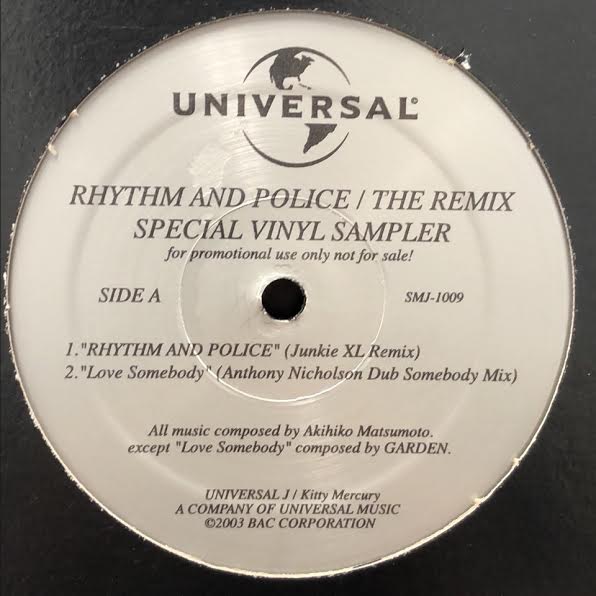 UNIVERSAL®
RHYTHM AND POLICE / THE REMIX
SPECIAL VINYL SAMPLER
for promotional use only not for sale!
SIDE A
SMJ-1009
1."RHYTHM AND POLICE" (Junkie XL Remix)
2."Love Somebody" (Anthony Nicholson Dub Somebody Mix)
All music composed by Akihiko Matsumoto.
except "Love Somebody" composed by GARDEN.
UNIVERSAL J / Kitty Mercury
A COMPANY OF UNIVERSAL MUSIC
©2003 BAC CORPORATION